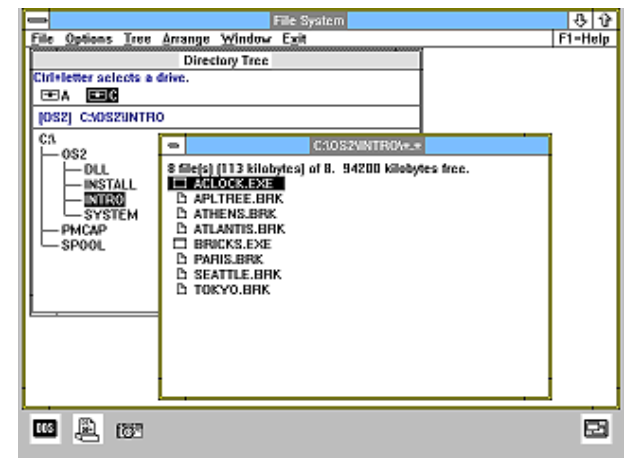 File System
File Options Tree Arrange Window Exit F1=Help
Directory Tree
Ctrl+letter selects a drive.
A C
[OS2] C:\OS2\INTRO
C:\
OS2
DLL
INSTALL
INTRO
SYSTEM
PMCAP
SPOOL
C:\OS2\INTRO\*.*
8 file(s) (113 kilobytes) of 8. 94200 kilobytes free.
ACLOCK.EXE
APLTREE.BRK
ATHENS.BRK
ATLANTIS.BRK
BRICKS.EXE
PARIS.BRK
SEATTLE.BRK
TOKYO.BRK
DOS